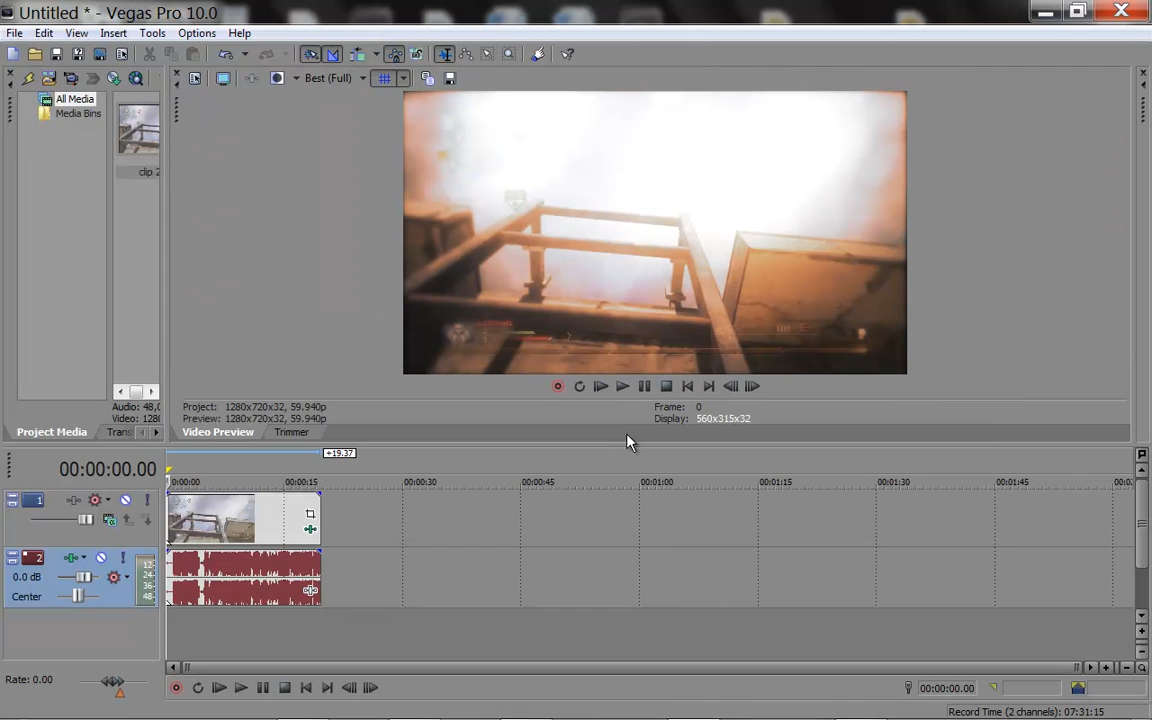 Untitled * - Vegas Pro 10.0
File Edit View Insert Tools Options Help
Best (Full)
All Media
Media Bins
clip 2
Audio: 48,0
Video: 1280
Project: 1280x720x32, 59.940p
Preview: 1280x720x32, 59.940p
Frame: 0
Display: 560x315x32
Project Media
Trans
Video Preview
Trimmer
+19.37
00:00:00.00
0:00:00 00:00:15 00:00:30 00:00:45 00:01:00 00:01:15 00:01:30 00:01:45
1
2
0.0 dB
Center
12-
24-
36-
48-
Rate: 0.00
00:00:00.00
Record Time (2 channels): 07:31:15